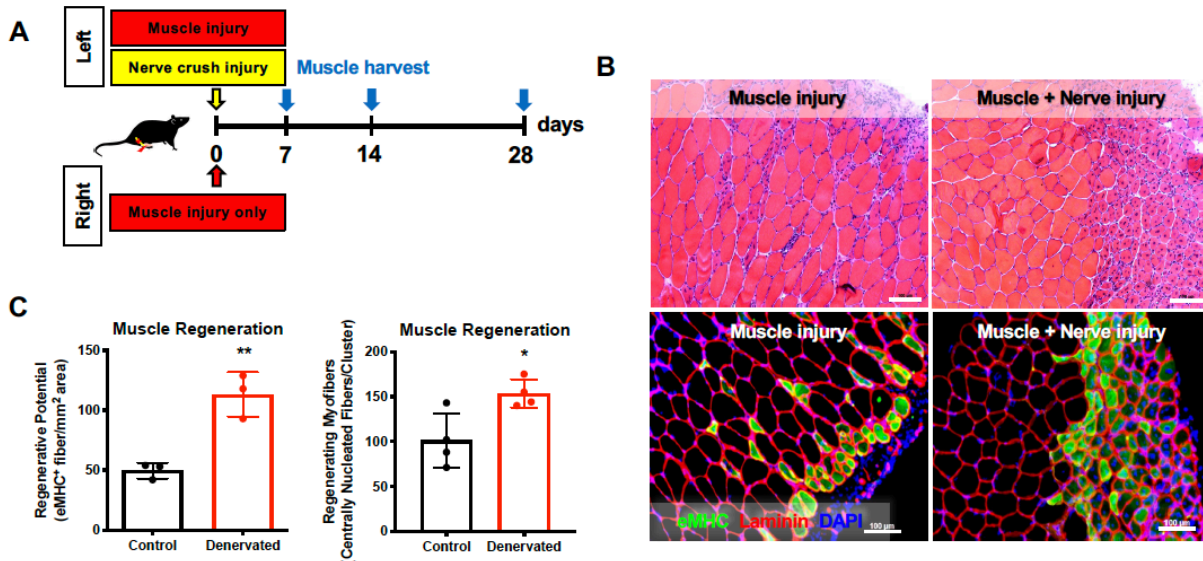 A
Left
Muscle injury
Nerve crush injury
Muscle harvest
days
0
7
14
28
Right
Muscle injury only
B
Muscle injury
Muscle + Nerve injury
Muscle injury
Muscle + Nerve injury
eMHC Laminin DAPI
100 µm
100 µm
C
Muscle Regeneration
Regenerative Potential
(eMHC⁺ fiber/mm² area)
150
100
50
0
**
Control
Denervated
Muscle Regeneration
Regenerating Myofibers
(Centrally Nucleated Fibers/Cluster)
200
150
100
50
0
*
Control
Denervated